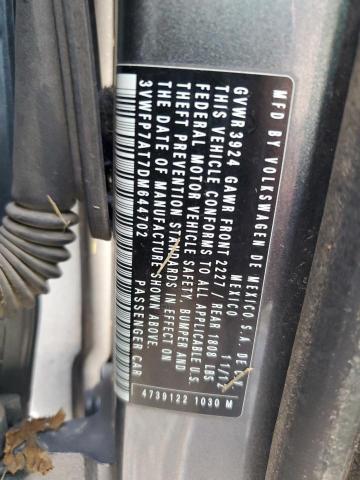 MFD BY VOLKSWAGEN DE MEXICO S.A. DE C.V.
MEXICO 11/12
GVWR 3924 GAWR FRONT 2227 REAR 1808 LBS
THIS VEHICLE CONFORMS TO ALL APPLICABLE U.S.
FEDERAL MOTOR VEHICLE SAFETY, BUMPER AND
THEFT PREVENTION STANDARDS IN EFFECT ON
THE DATE OF MANUFACTURE SHOWN ABOVE.
3VWFP7AT7DM644702 PASSENGER CAR
4739122 1030 M